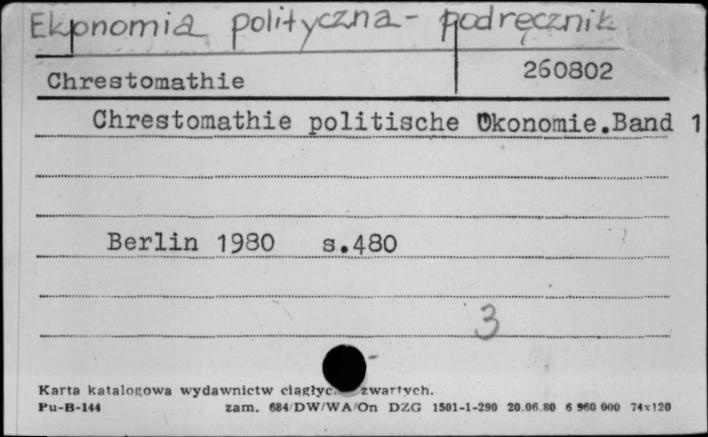 Ekonomia polityczna - podręcznik
Chrestomathie 260802
Chrestomathie politische Ökonomie.Band 1
Berlin 1980 s.480
3
Karta katalogowa wydawnictw ciągłyc zwartych.
Pu-B-144 zam. 684/DW/WA/On DZG 1501-1-290 20.06.80 6 960 000 74x120